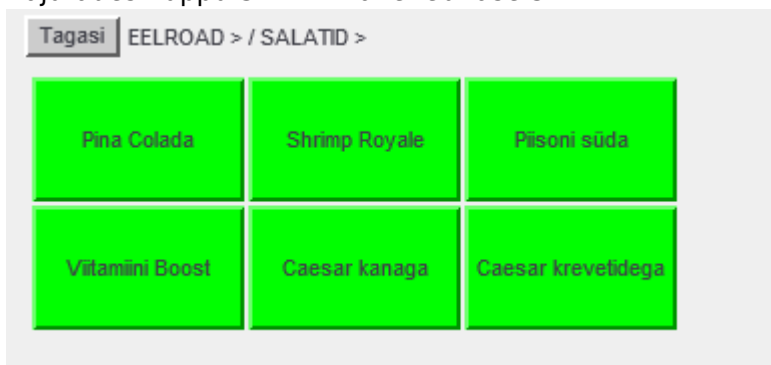 Tagasi EELROAD > / SALATID >
Pina Colada Shrimp Royale Piisoni süda
Viitamiini Boost Caesar kanaga Caesar krevetidega